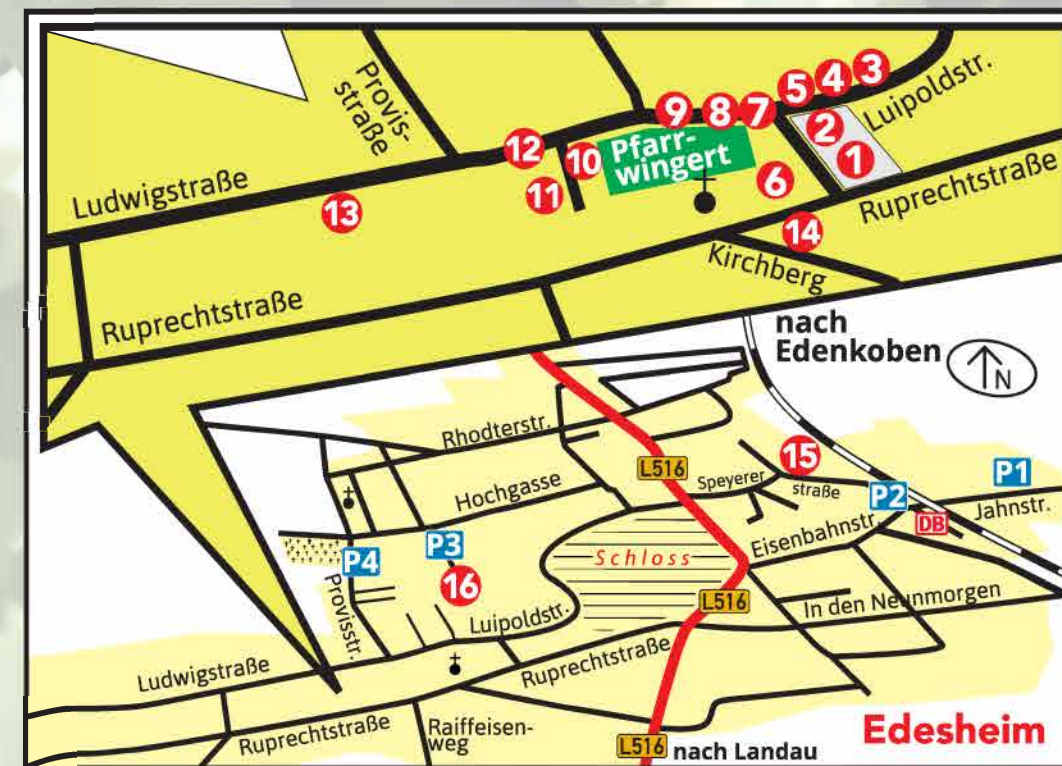 Provis-
straße
9
8
7
5
4
3
Luipoldstr.
2
1
12
10
Pfarr-
wingert
11
6
Ludwigstraße
13
Ruprechtstraße
14
Kirchberg
Ruprechtstraße
nach
Edenkoben
N
Rhodterstr.
L516
15
Speyerer
straße
P1
Hochgasse
P2
Jahnstr.
DB
Eisenbahnstr.
P3
P4
Schloss
16
L516
In den Neunmorgen
Provisstr.
Luipoldstr.
Ludwigstraße
Ruprechtstraße
Ruprechtstraße
Raiffeisen-
weg
L516 nach Landau
Edesheim